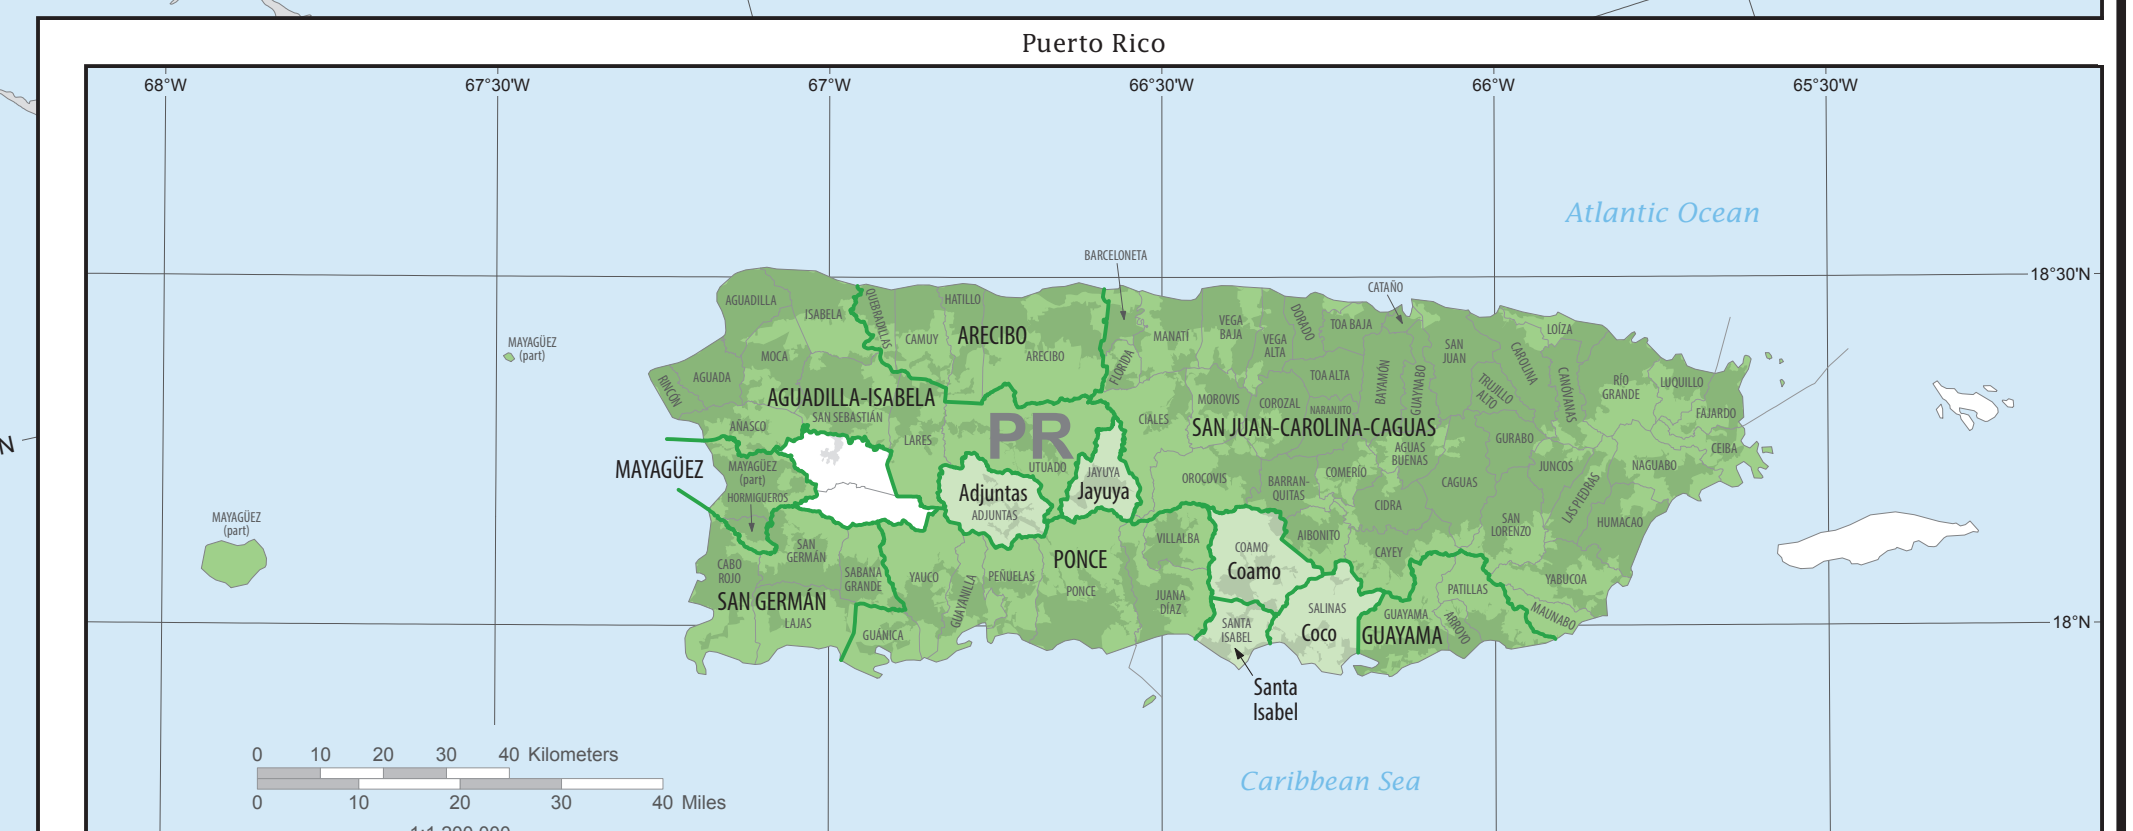 Puerto Rico
68°W
67°30'W
67°W
66°30'W
66°W
65°30'W
Atlantic Ocean
BARCELONETA
18°30'N
CATAÑO
AGUADILLA
ISABELA
QUEBRADILLAS
HATILLO
CAMUY
ARECIBO
ARECIBO
MANATÍ
VEGA
BAJA
VEGA
ALTA
DORADO
TOA BAJA
SAN
JUAN
LOÍZA
CAROLINA
MAYAGÜEZ
(part)
MOCA
FLORIDA
RINCÓN
AGUADA
TOA ALTA
BAYAMÓN
GUAYNABO
TRUJILLO
ALTO
CANÓVANAS
RÍO
GRANDE
LUQUILLO
FAJARDO
AGUADILLA-ISABELA
SAN SEBASTIÁN
MOROVIS
COROZAL
NARANJITO
AÑASCO
LARES
PR
CIALES
SAN JUAN-CAROLINA-CAGUAS
N
GURABO
CEIBA
AGUAS
BUENAS
MAYAGÜEZ
MAYAGÜEZ
(part)
UTUADO
JAYUYA
Jayuya
OROCOVIS
BARRAN-
QUITAS
COMERÍO
CAGUAS
JUNCOS
NAGUABO
LAS PIEDRAS
HORMIGUEROS
Adjuntas
ADJUNTAS
CIDRA
SAN
LORENZO
HUMACAO
MAYAGÜEZ
(part)
SAN
GERMÁN
VILLALBA
COAMO
Coamo
AIBONITO
CAYEY
CABO
ROJO
SABANA
GRANDE
YAUCO
GUAYANILLA
PEÑUELAS
PONCE
PONCE
JUANA
DÍAZ
PATILLAS
YABUCOA
SAN GERMÁN
LAJAS
GUÁNICA
SANTA
ISABEL
SALINAS
Coco
GUAYAMA
GUAYAMA
ARROYO
MAUNABO
18°N
Santa
Isabel
0 10 20 30 40 Kilometers
0 10 20 30 40 Miles
Caribbean Sea